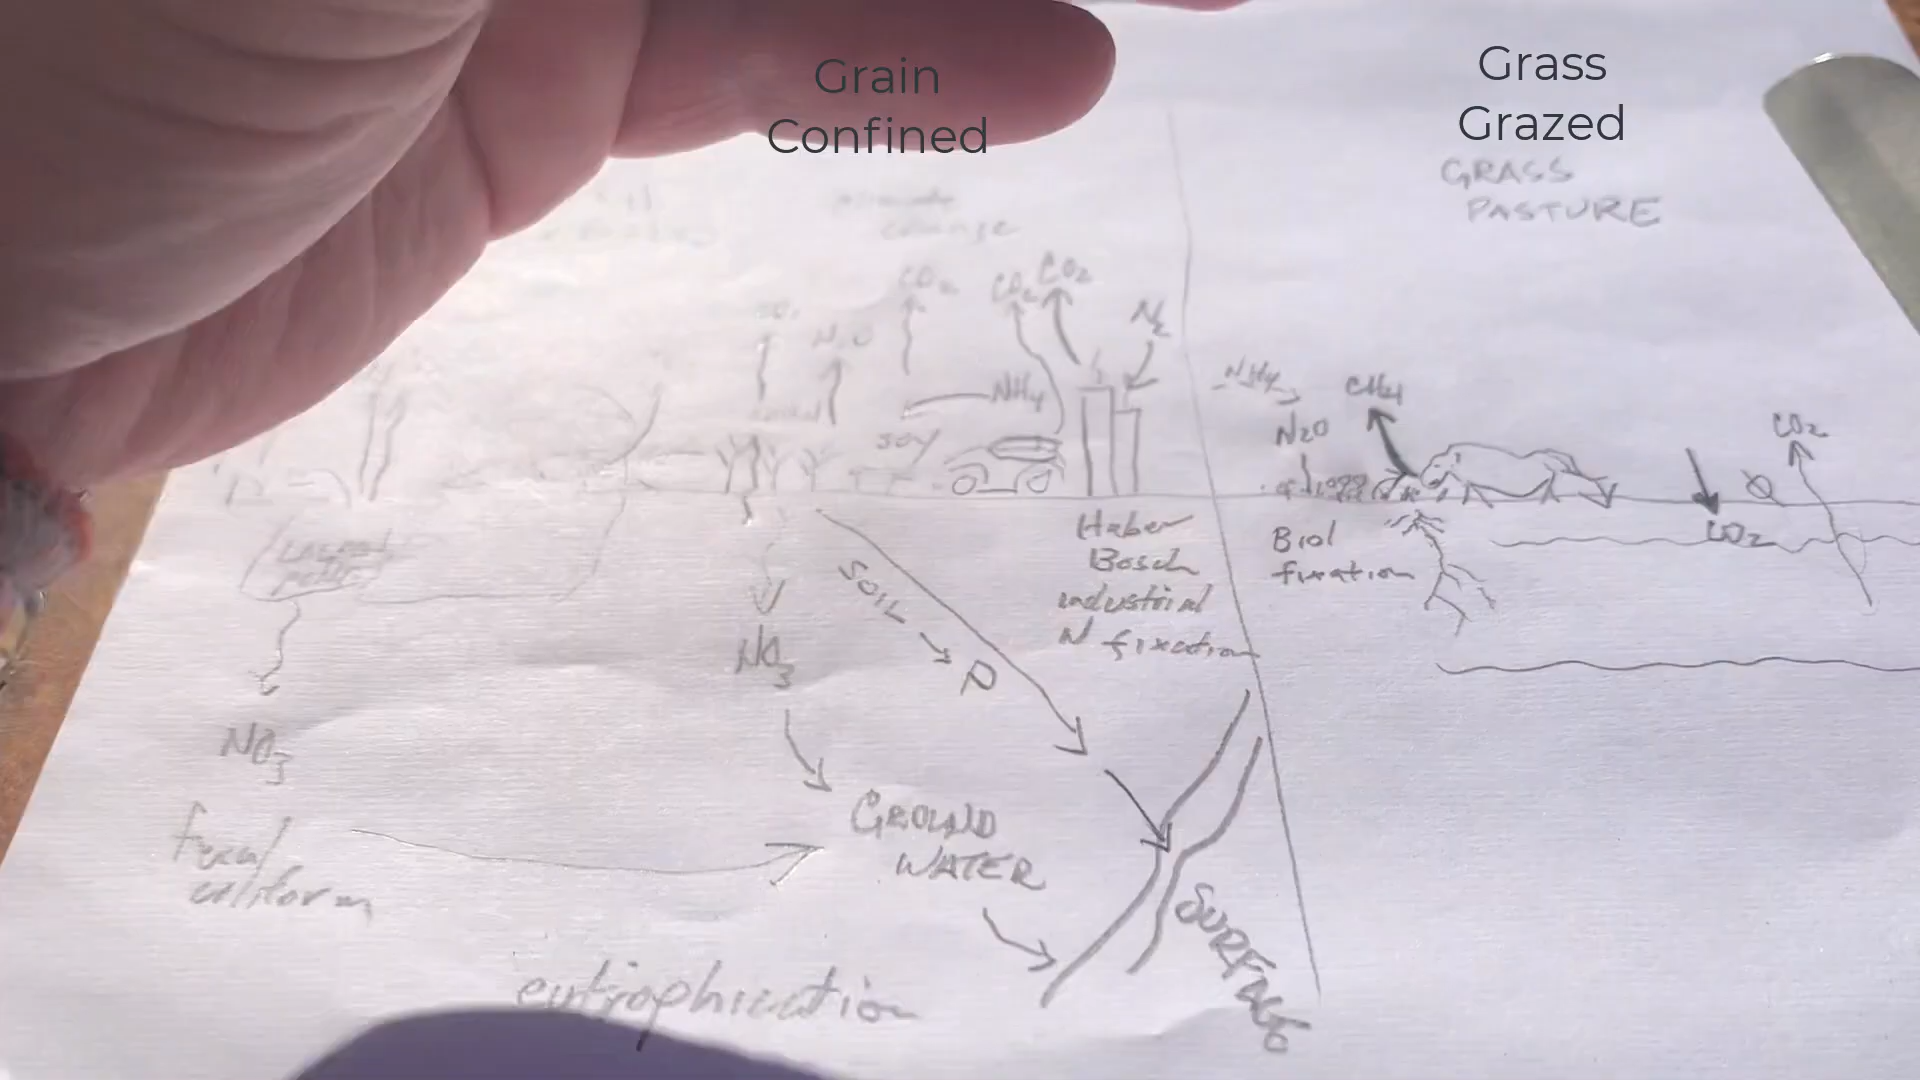 Grain
Confined
Grass
Grazed
GRASS
PASTURE
change
CO2
CO2
CO2
N2
N2O
NH4
soy
NH4
N2O
CH4
CO2
CO2
Haber
Bosch
industrial
N fixation
Biol
fixation
SOIL
P
NO3
NO3
GROUND
WATER
fecal
coliform
SURFACE
eutrophication